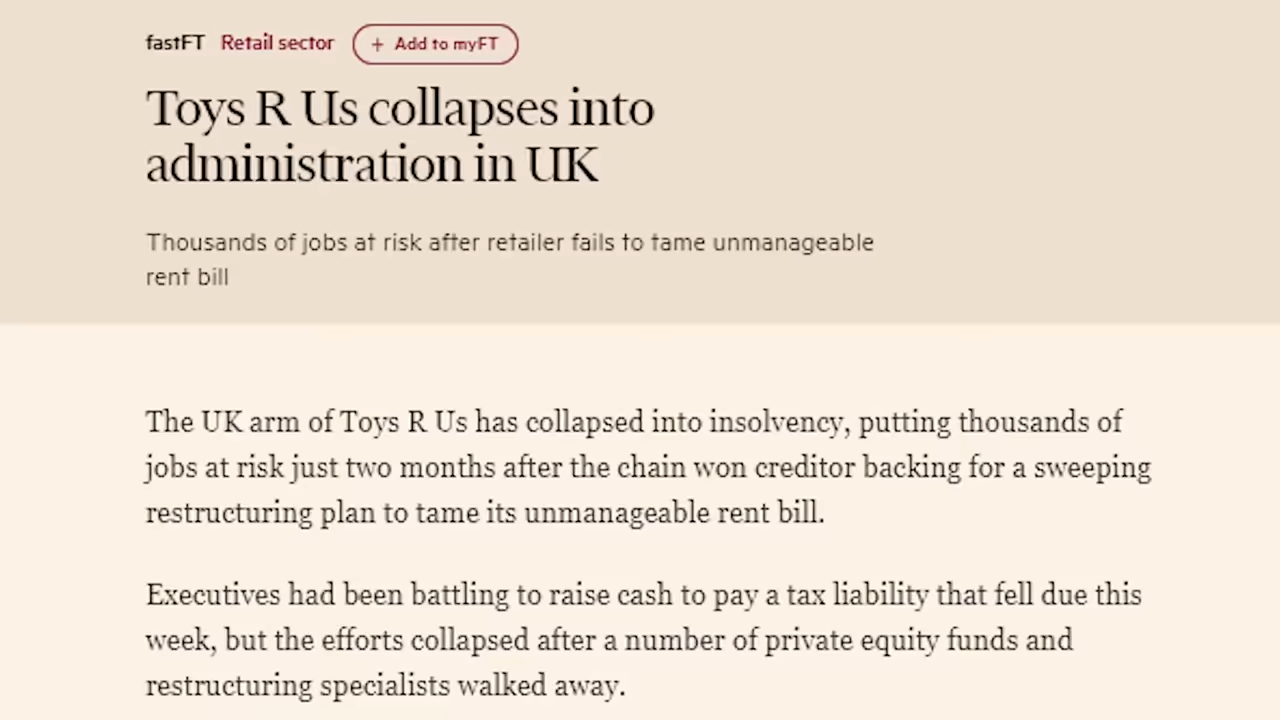 fastFT Retail sector + Add to myFT
Toys R Us collapses into
administration in UK
Thousands of jobs at risk after retailer fails to tame unmanageable
rent bill
The UK arm of Toys R Us has collapsed into insolvency, putting thousands of
jobs at risk just two months after the chain won creditor backing for a sweeping
restructuring plan to tame its unmanageable rent bill.
Executives had been battling to raise cash to pay a tax liability that fell due this
week, but the efforts collapsed after a number of private equity funds and
restructuring specialists walked away.